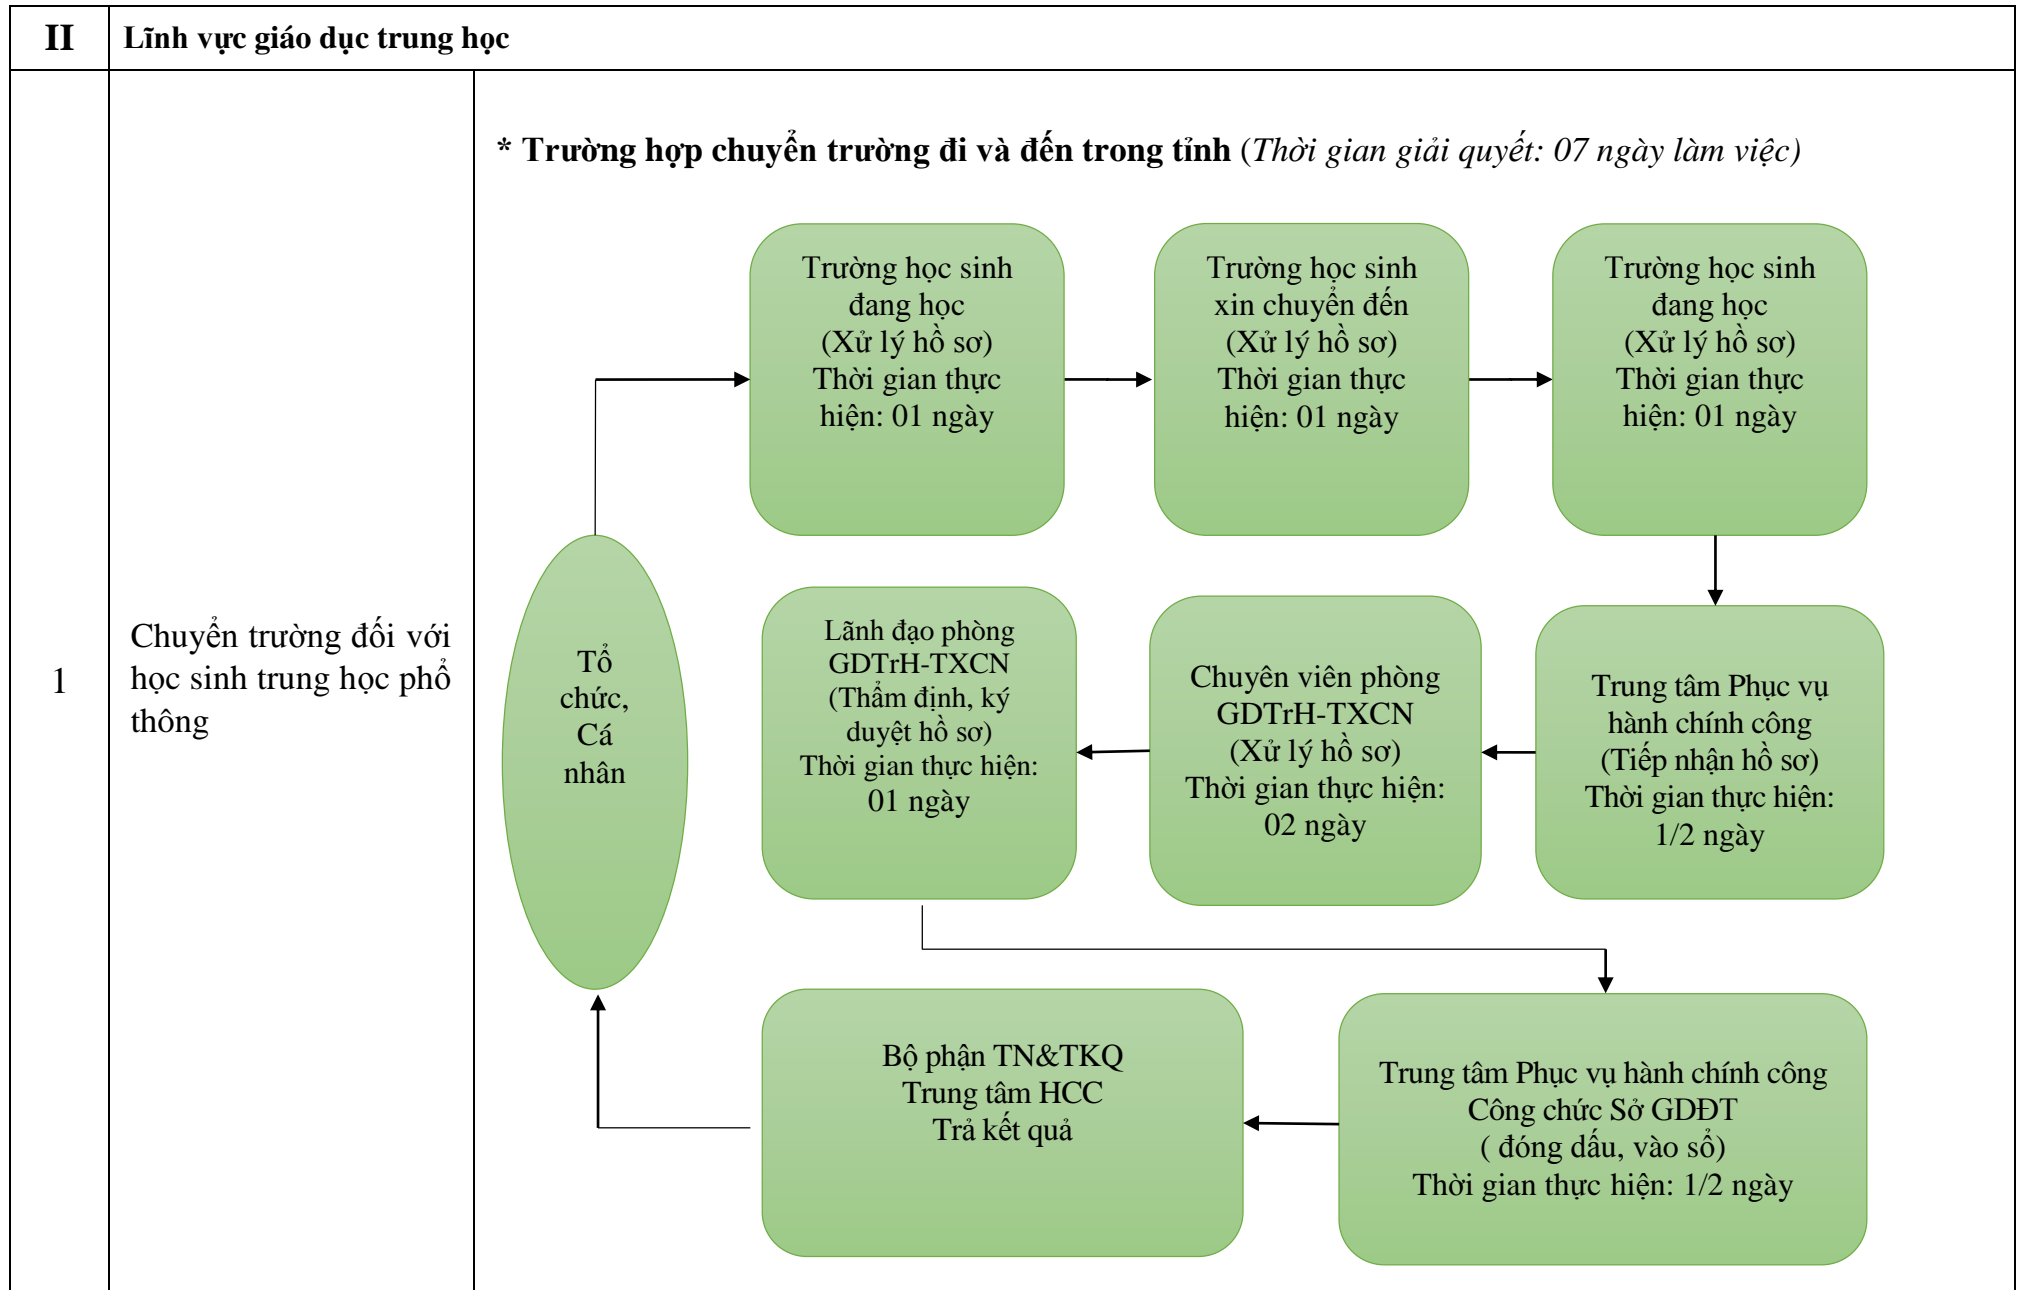 II
Lĩnh vực giáo dục trung học
1
Chuyển trường đối với
học sinh trung học phổ
thông
* Trường hợp chuyển trường đi và đến trong tỉnh (Thời gian giải quyết: 07 ngày làm việc)
Tổ
chức,
Cá
nhân
Trường học sinh
đang học
(Xử lý hồ sơ)
Thời gian thực
hiện: 01 ngày
Trường học sinh
xin chuyển đến
(Xử lý hồ sơ)
Thời gian thực
hiện: 01 ngày
Trường học sinh
đang học
(Xử lý hồ sơ)
Thời gian thực
hiện: 01 ngày
Trung tâm Phục vụ
hành chính công
(Tiếp nhận hồ sơ)
Thời gian thực hiện:
1/2 ngày
Chuyên viên phòng
GDTrH-TXCN
(Xử lý hồ sơ)
Thời gian thực hiện:
02 ngày
Lãnh đạo phòng
GDTrH-TXCN
(Thẩm định, ký
duyệt hồ sơ)
Thời gian thực hiện:
01 ngày
Trung tâm Phục vụ hành chính công
Công chức Sở GDĐT
( đóng dấu, vào sổ)
Thời gian thực hiện: 1/2 ngày
Bộ phận TN&TKQ
Trung tâm HCC
Trả kết quả